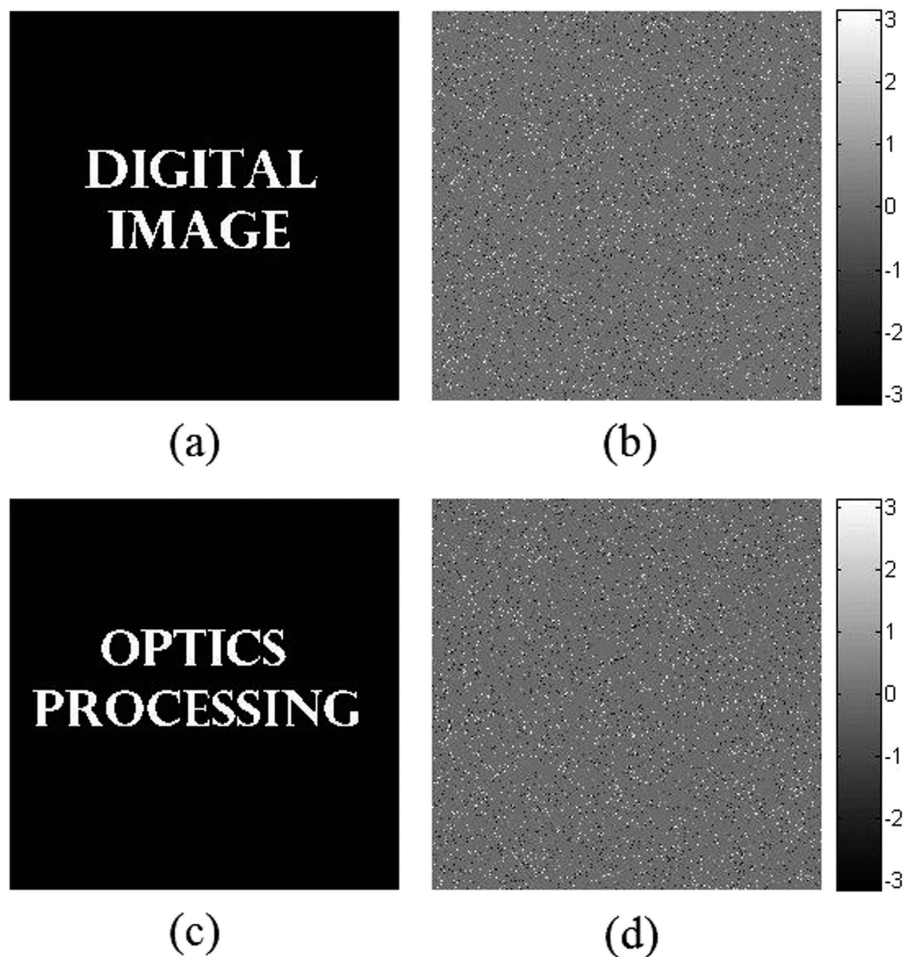 DIGITAL
IMAGE
3
2
1
0
-1
-2
-3
(a)
(b)
OPTICS
PROCESSING
3
2
1
0
-1
-2
-3
(c)
(d)